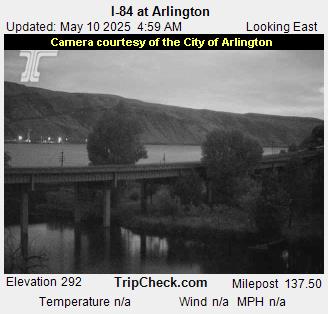 I-84 at Arlington
Updated: May 10 2025 4:59 AM Looking East
Camera courtesy of the City of Arlington
Elevation 292 TripCheck.com Milepost 137.50
Temperature n/a Wind n/a MPH n/a